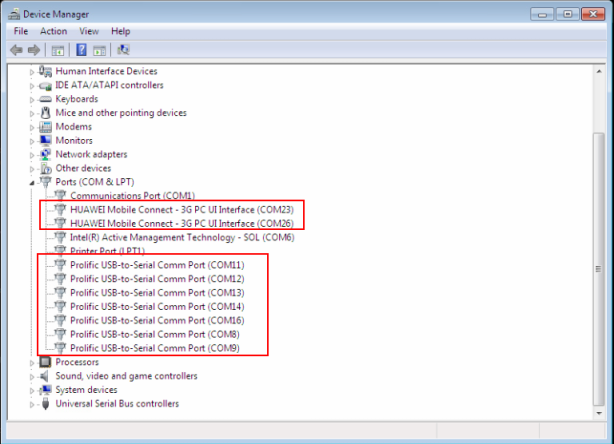 Device Manager
File Action View Help
Human Interface Devices
IDE ATA/ATAPI controllers
Keyboards
Mice and other pointing devices
Modems
Monitors
Network adapters
Other devices
Ports (COM & LPT)
Communications Port (COM1)
HUAWEI Mobile Connect - 3G PC UI Interface (COM23)
HUAWEI Mobile Connect - 3G PC UI Interface (COM26)
Intel(R) Active Management Technology - SOL (COM6)
Printer Port (LPT1)
Prolific USB-to-Serial Comm Port (COM11)
Prolific USB-to-Serial Comm Port (COM12)
Prolific USB-to-Serial Comm Port (COM13)
Prolific USB-to-Serial Comm Port (COM14)
Prolific USB-to-Serial Comm Port (COM16)
Prolific USB-to-Serial Comm Port (COM8)
Prolific USB-to-Serial Comm Port (COM9)
Processors
Sound, video and game controllers
System devices
Universal Serial Bus controllers